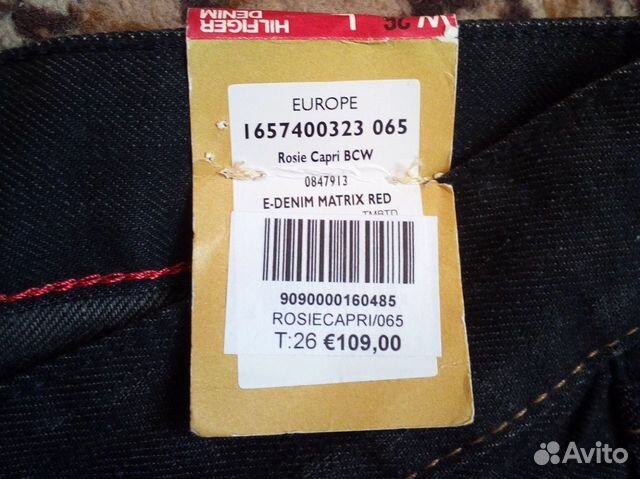 HILFIGER
DENIM
W 26
L
EUROPE
1657400323 065
Rosie Capri BCW
0847913
E-DENIM MATRIX RED
9090000160485
ROSIECAPRI/065
T:26 €109,00
Avito